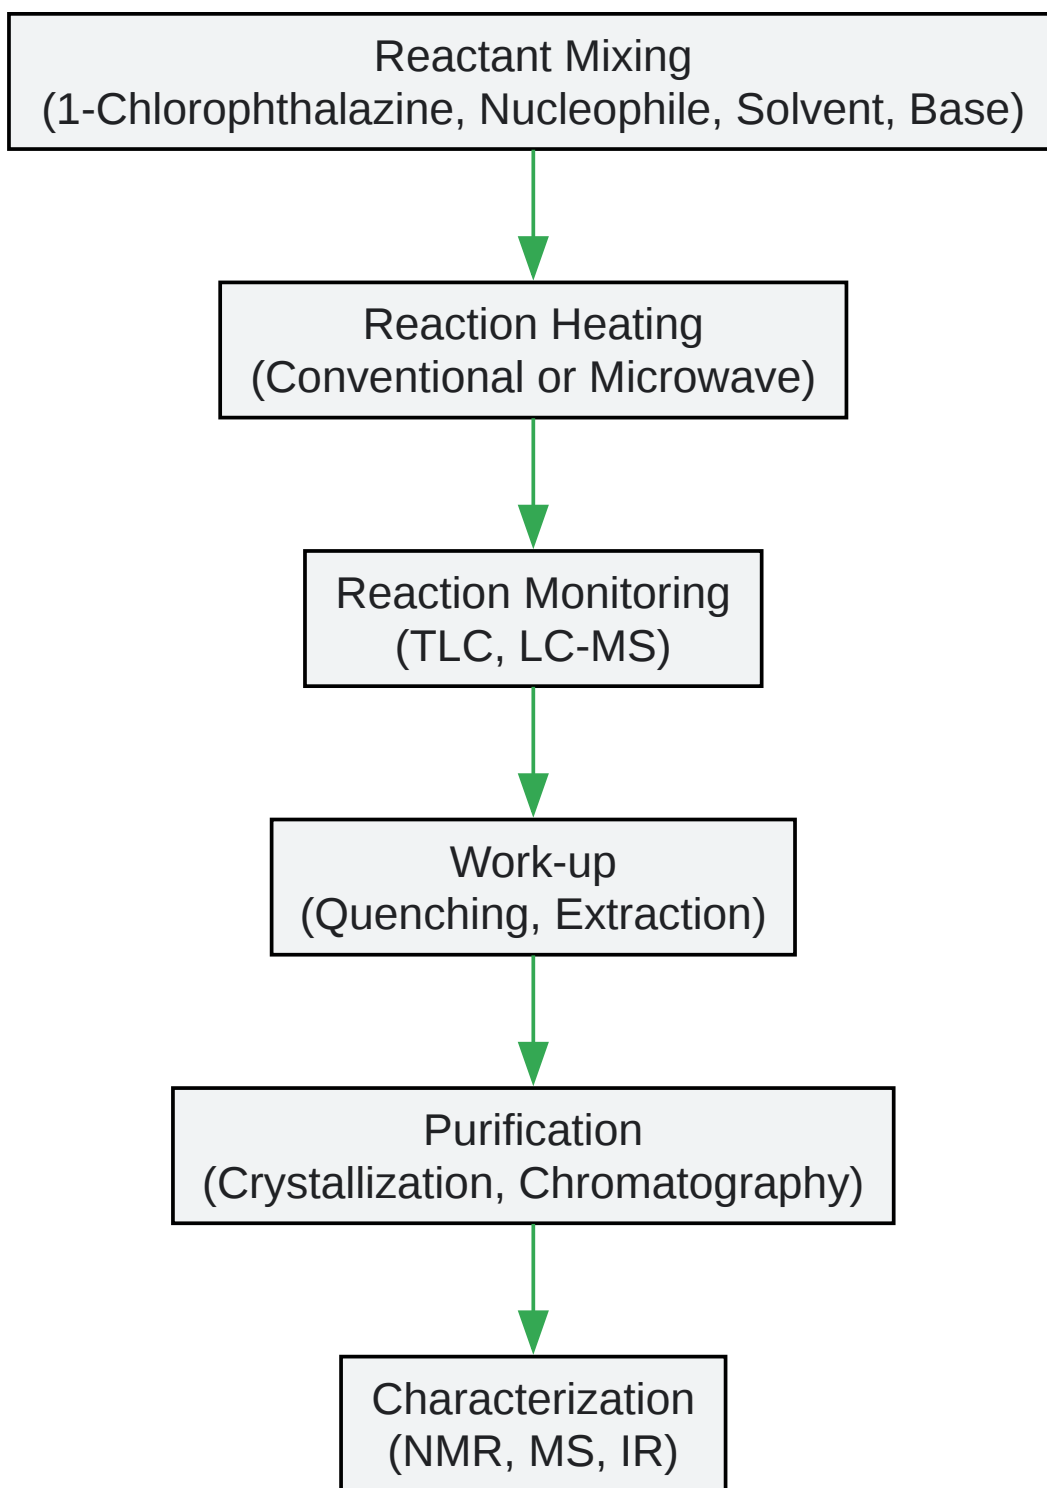 Reactant Mixing
(1-Chlorophthalazine, Nucleophile, Solvent, Base)
Reaction Heating
(Conventional or Microwave)
Reaction Monitoring
(TLC, LC-MS)
Work-up
(Quenching, Extraction)
Purification
(Crystallization, Chromatography)
Characterization
(NMR, MS, IR)